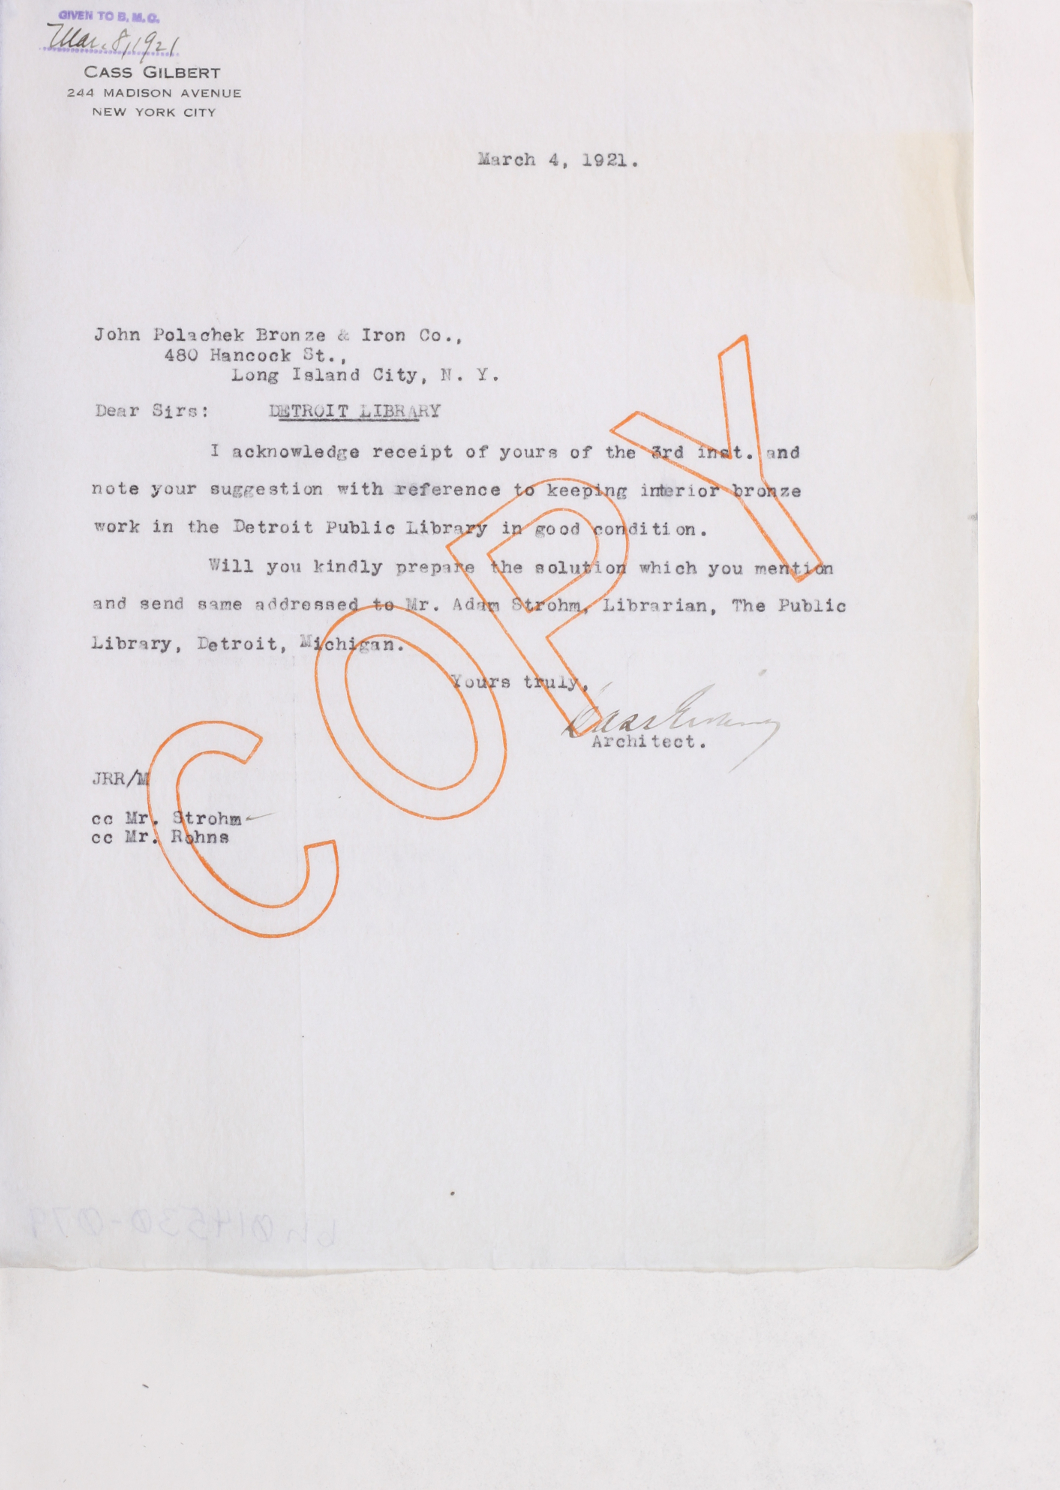 GIVEN TO B. M. C.
Mar. 8, 1921
CASS GILBERT
244 MADISON AVENUE
NEW YORK CITY
March 4, 1921.
John Polachek Bronze & Iron Co.,
480 Hancock St.,
Long Island City, N. Y.
Dear Sirs: DETROIT LIBRARY
I acknowledge receipt of yours of the 3rd inst. and
note your suggestion with reference to keeping interior bronze
work in the Detroit Public Library in good condition.
Will you kindly prepare the solution which you mention
and send same addressed to Mr. Adam Strohm, Librarian, The Public
Library, Detroit, Michigan.
Yours truly,
Cass Gilbert
Architect.
JRR/M
cc Mr. Strohm
cc Mr. Rohns
COPY